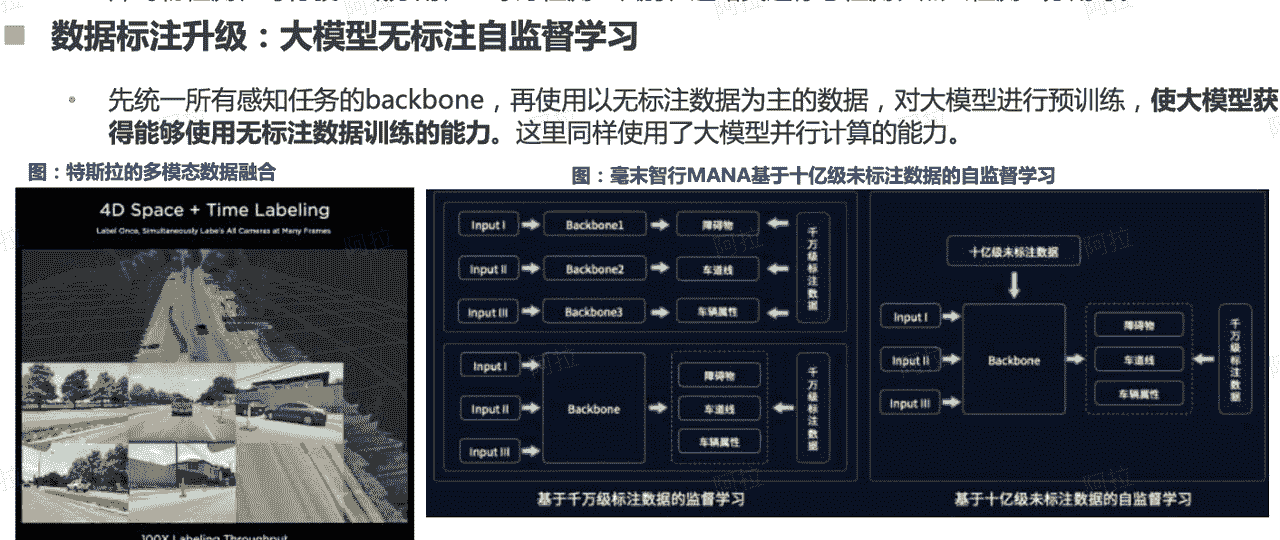 数据标注升级：大模型无标注自监督学习
先统一所有感知任务的backbone，再使用以无标注数据为主的数据，对大模型进行预训练，使大模型获
得能够使用无标注数据训练的能力。这里同样使用了大模型并行计算的能力。
图：特斯拉的多模态数据融合
图：毫末智行MANA基于十亿级未标注数据的自监督学习
4D Space + Time Labeling
Label Once, Simultaneously Labels All Cameras at Many Frames
100X Labeling Throughput
Input I
Backbone1
障碍物
Input II
Backbone2
车道线
Input III
Backbone3
车辆属性
千万级标注数据
Input I
Input II
Input III
Backbone
障碍物
车道线
车辆属性
千万级标注数据
基于千万级标注数据的监督学习
十亿级未标注数据
Input I
Input II
Input III
Backbone
障碍物
车道线
车辆属性
千万级标注数据
基于十亿级未标注数据的自监督学习
阿拉